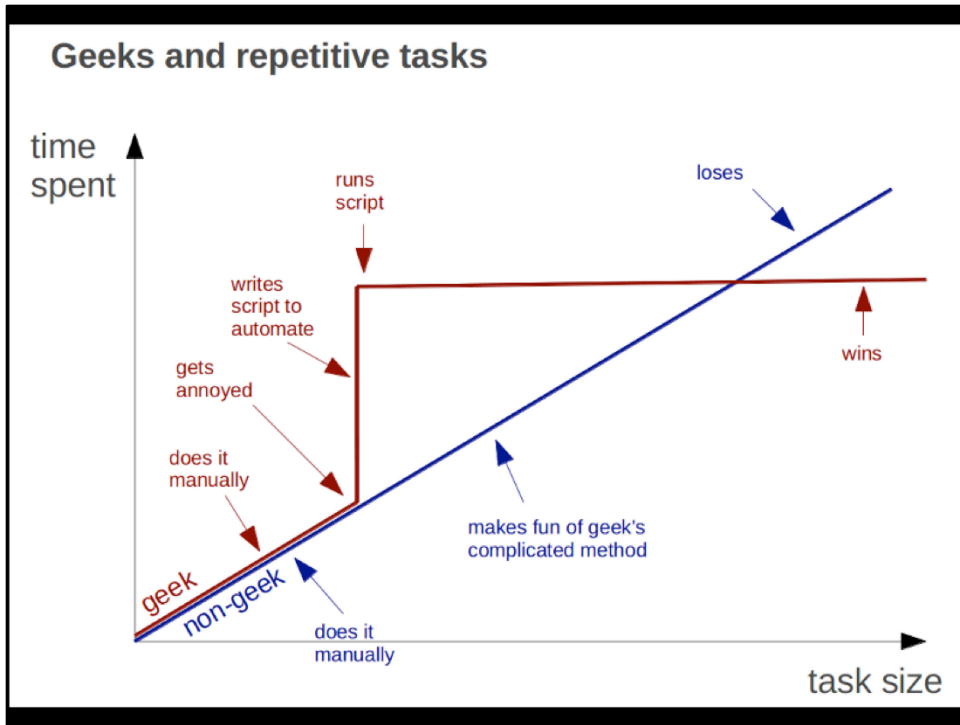 Geeks and repetitive tasks
time
spent
runs
script
loses
writes
script to
automate
wins
gets
annoyed
does it
manually
makes fun of geek's
complicated method
geek
non-geek
does it
manually
task size